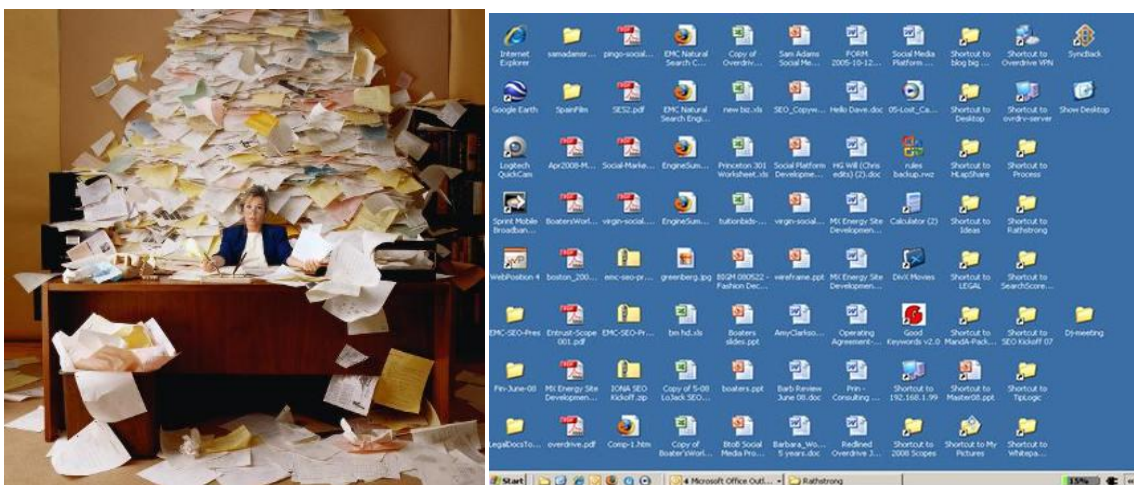 Internet
Explorer
samadamsr...
pingo-social...
EMC Natural
Search C...
Copy of
Overdriv...
Sam Adams
Social Me...
FORM
2005-10-12...
Social Media
Platform ...
Shortcut to
blog big ...
Shortcut to
Overdrive VPN
SyncBack
Google Earth
SpainFilm
SES2.pdf
EMC Natural
Search Engi...
new biz.xls
SEO_Copyw...
Hello Dave.doc
05-Lost_Ca...
Shortcut to
Desktop
Shortcut to
ovrdrv-server
Show Desktop
Logitech
QuickCam
Apr2008-M...
Social-Marke...
EngineSum...
Princeton 301
Worksheet.xls
Social Platform
Developme...
HG Will (Chris
edits) (2).doc
rules
backup.rwz
Shortcut to
HLapShare
Shortcut to
Process
Sprint Mobile
Broadban...
BoatersWorl...
virgin-social...
EngineSum...
tuitionbids-...
virgin-social...
MX Energy Site
Developmen...
Calculator (2)
Shortcut to
Ideas
Shortcut to
Rathstrong
WebPosition 4
boston_200...
emc-seo-pr...
greenberg.jpg
BIGM 080522 -
Fashion Dec...
wireframe.ppt
MX Energy Site
Developmen...
DivX Movies
Shortcut to
LEGAL
Shortcut to
SearchScore...
EMC-SEO-Pres
Entrust-Scope
001.pdf
EMC-SEO-Pr...
bm hd.xls
Boaters
slides.ppt
AmyClarkso...
Operating
Agreement-...
Good
Keywords v2.0
Shortcut to
MandA-Pack...
Shortcut to
SEO Kickoff 07
DJ-meeting
Fin-June-08
MX Energy Site
Developmen...
IONA SEO
Kickoff.zip
Copy of 5-08
LoJack SEO...
boaters.ppt
Barb Review
June 08.doc
Prin -
Consulting ...
Shortcut to
192.168.1.99
Shortcut to
Master08.ppt
Shortcut to
TipLogic
LegalDocsTo...
overdrive.pdf
Comp-1.htm
Copy of
Boater'sWorl...
BtoB Social
Media Pro...
Barbara_Wo...
5 years.doc
Redlined
Overdrive J...
Shortcut to
2008 Scopes
Shortcut to My
Pictures
Shortcut to
Whitepa...
Start
4 Microsoft Office Outl...
Rathstrong
15%